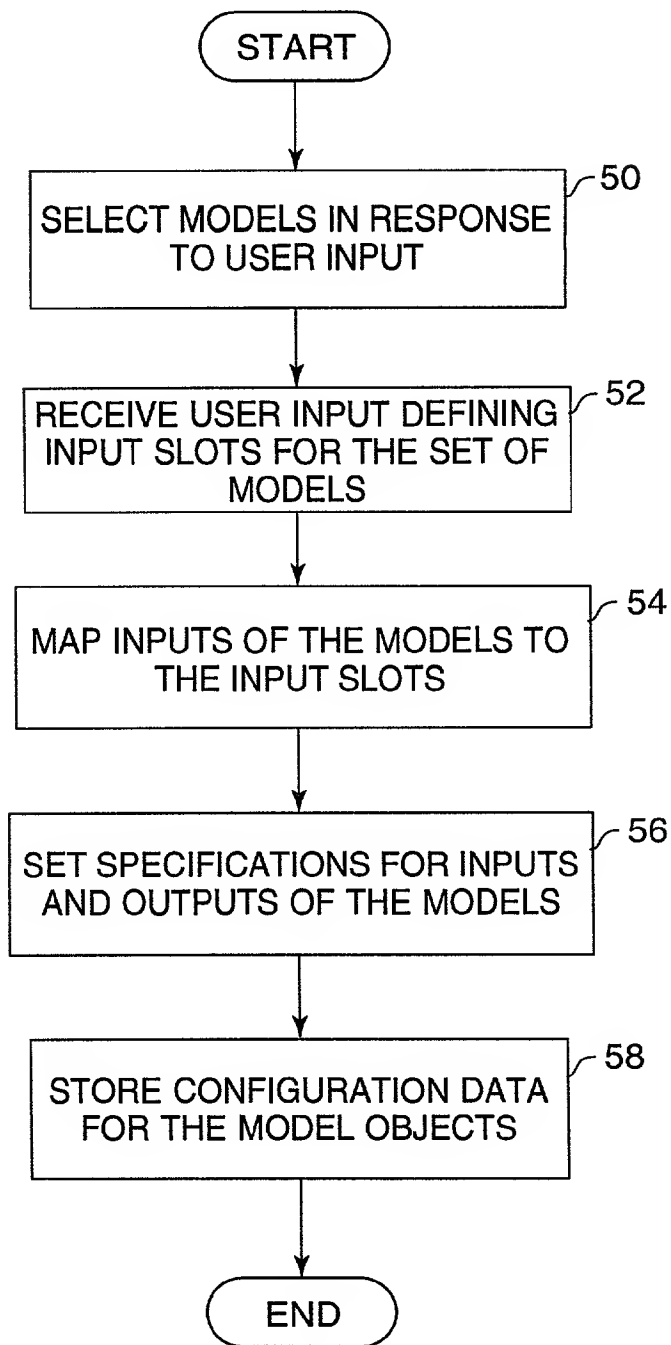 START
50
SELECT MODELS IN RESPONSE
TO USER INPUT
52
RECEIVE USER INPUT DEFINING
INPUT SLOTS FOR THE SET OF
MODELS
54
MAP INPUTS OF THE MODELS TO
THE INPUT SLOTS
56
SET SPECIFICATIONS FOR INPUTS
AND OUTPUTS OF THE MODELS
58
STORE CONFIGURATION DATA
FOR THE MODEL OBJECTS
END